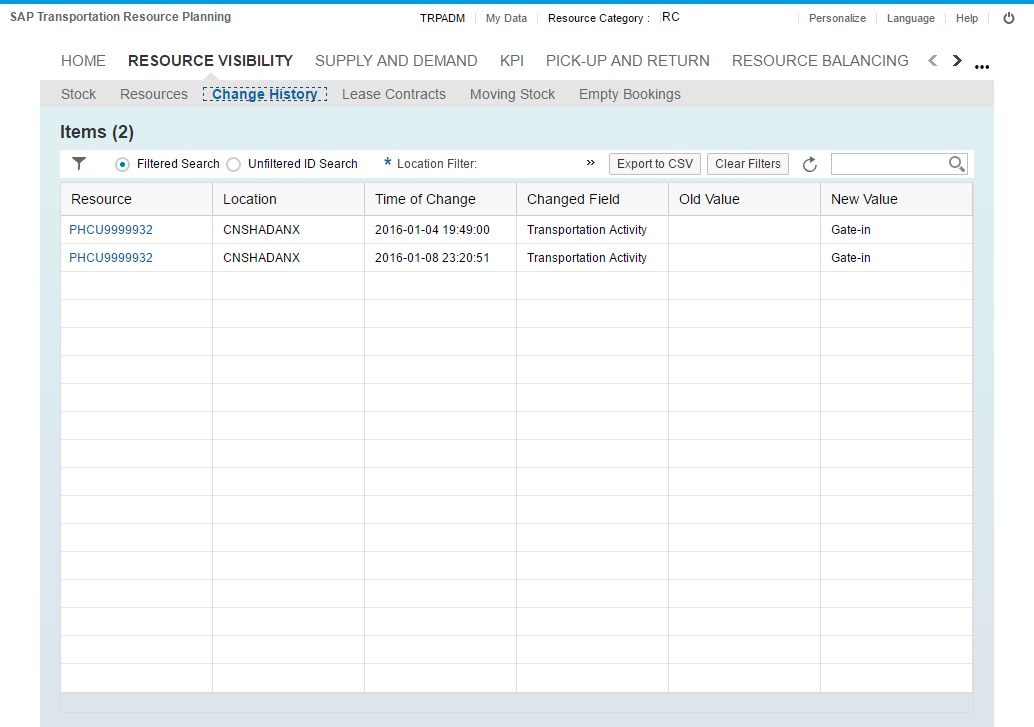 SAP Transportation Resource Planning TRPADM My Data Resource Category : RC Personalize Language Help
HOME RESOURCE VISIBILITY SUPPLY AND DEMAND KPI PICK-UP AND RETURN RESOURCE BALANCING
Stock Resources Change History Lease Contracts Moving Stock Empty Bookings
Items (2)
Filtered Search Unfiltered ID Search * Location Filter: » Export to CSV Clear Filters
Resource Location Time of Change Changed Field Old Value New Value
PHCU9999932 CNSHADANX 2016-01-04 19:49:00 Transportation Activity Gate-in
PHCU9999932 CNSHADANX 2016-01-08 23:20:51 Transportation Activity Gate-in